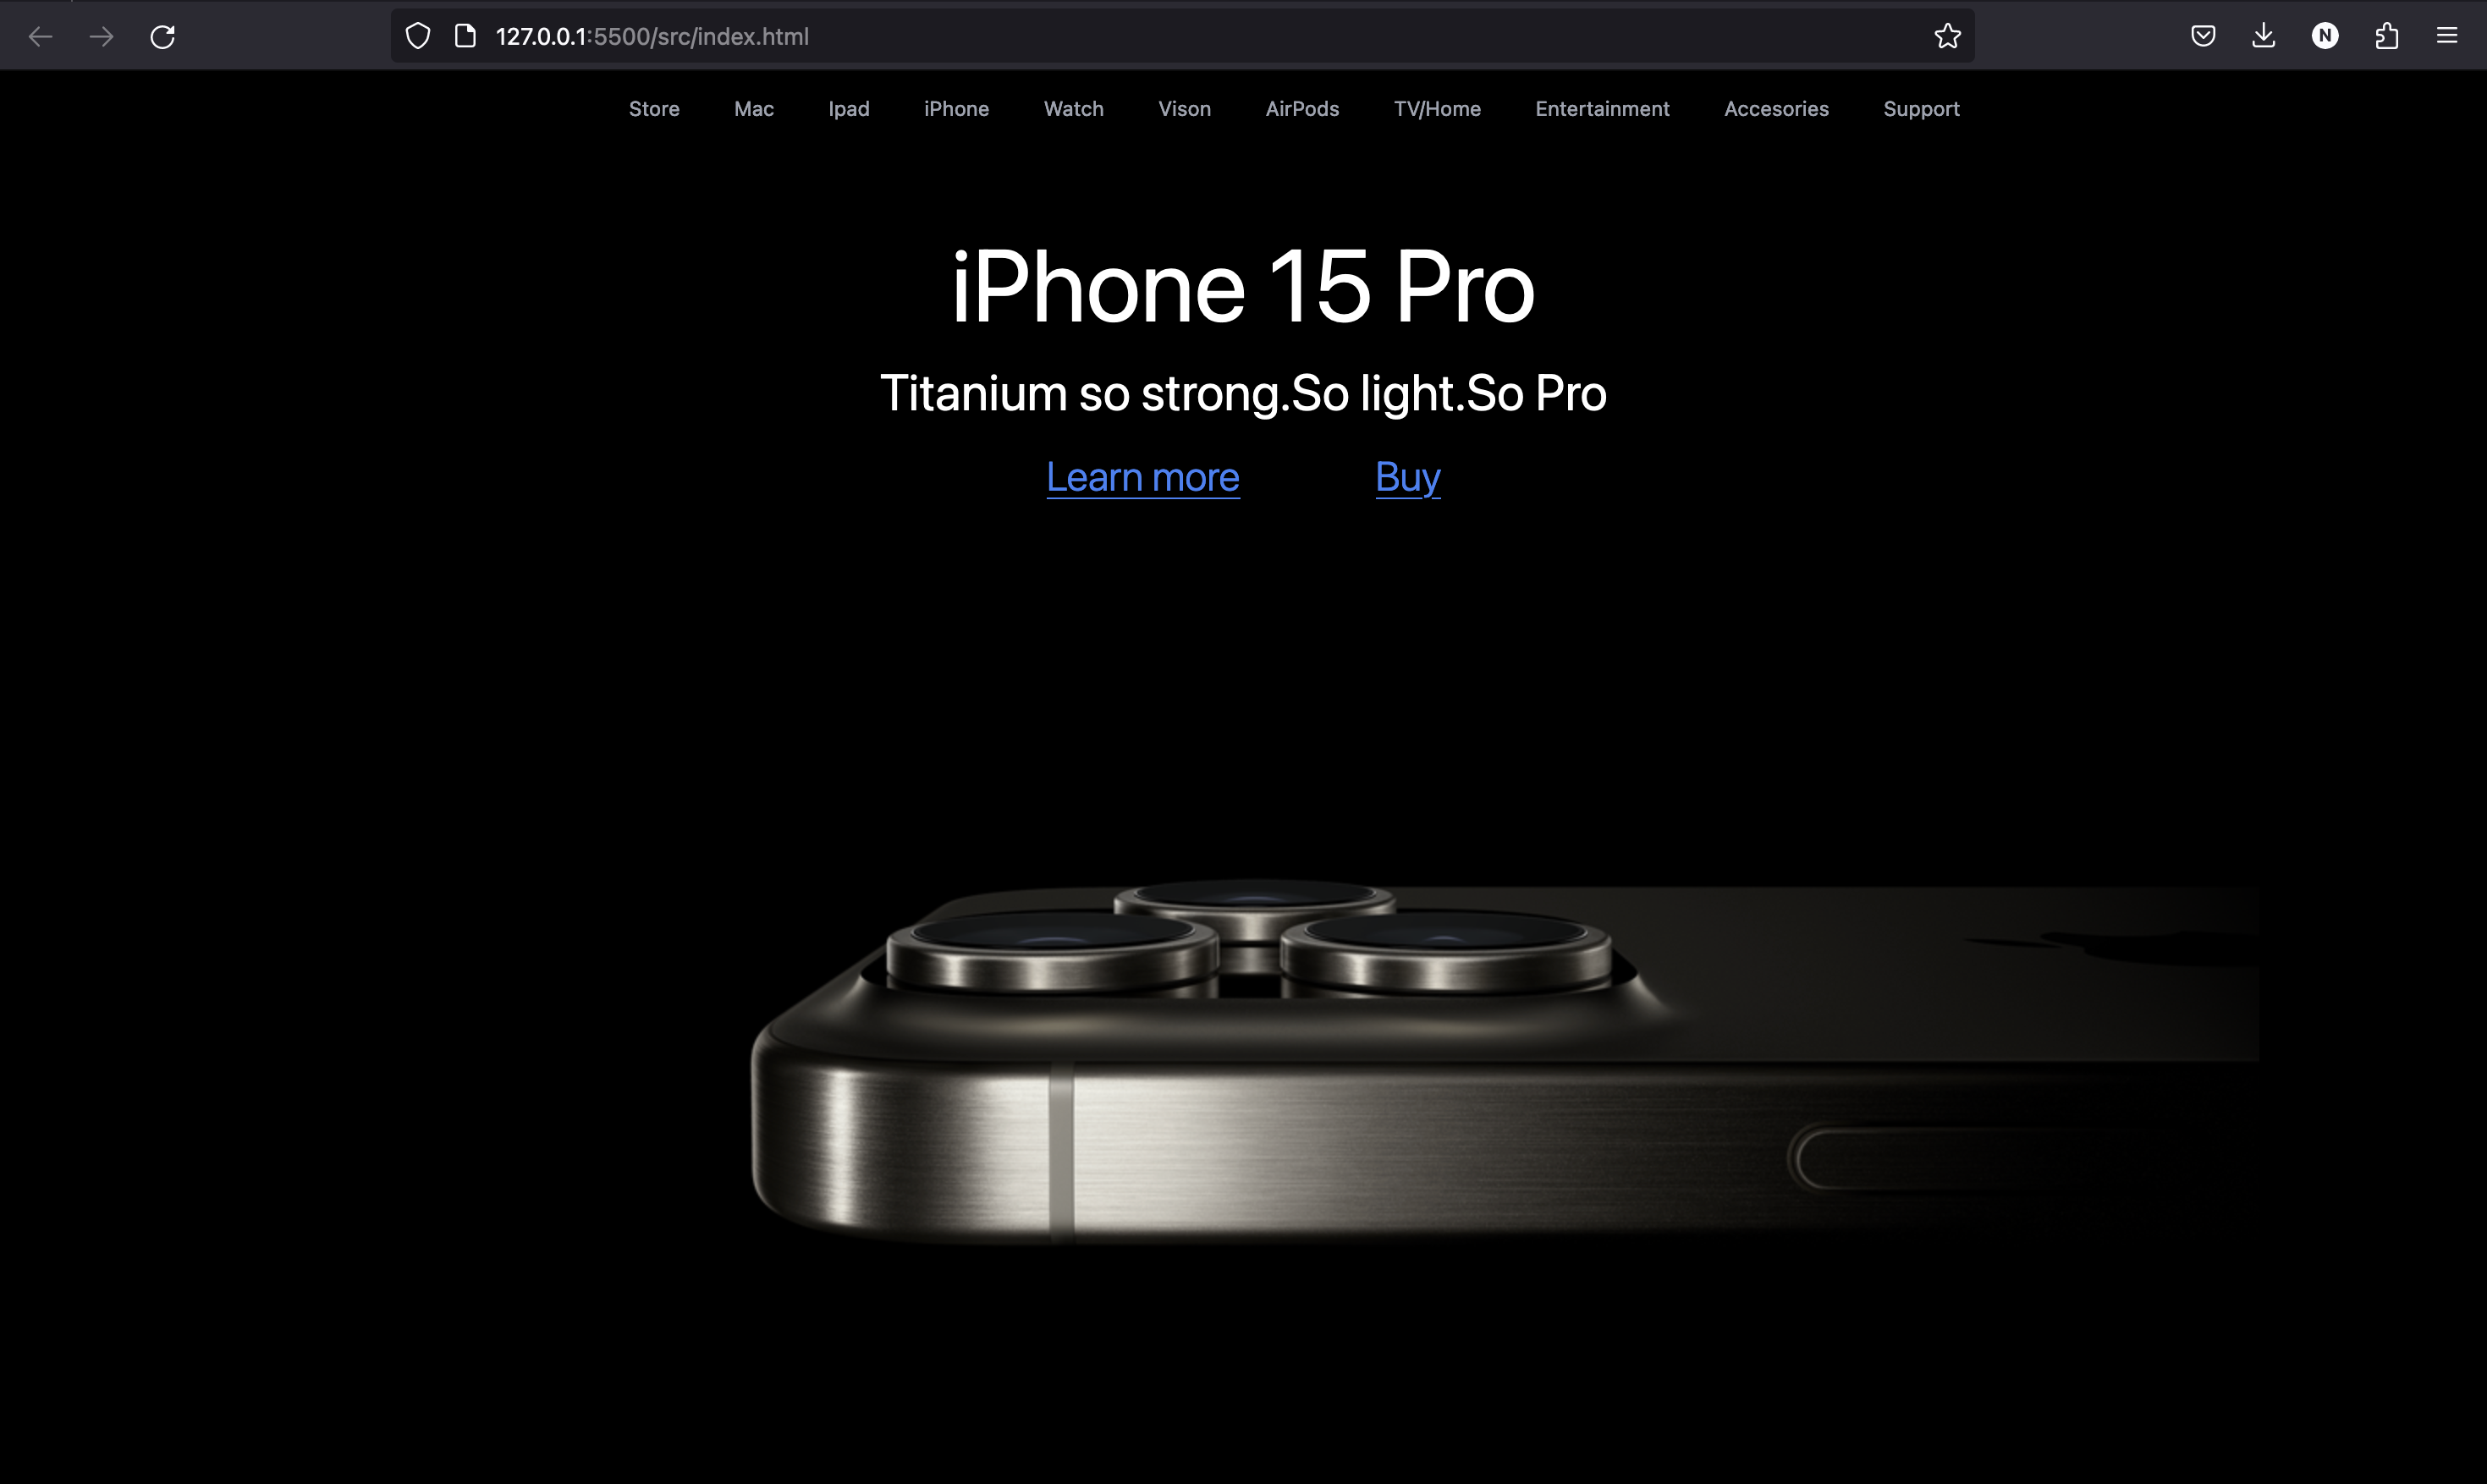 127.0.0.1:5500/src/index.html
N
Store Mac Ipad iPhone Watch Vison AirPods TV/Home Entertainment Accesories Support
iPhone 15 Pro
Titanium so strong.So light.So Pro
Learn more Buy